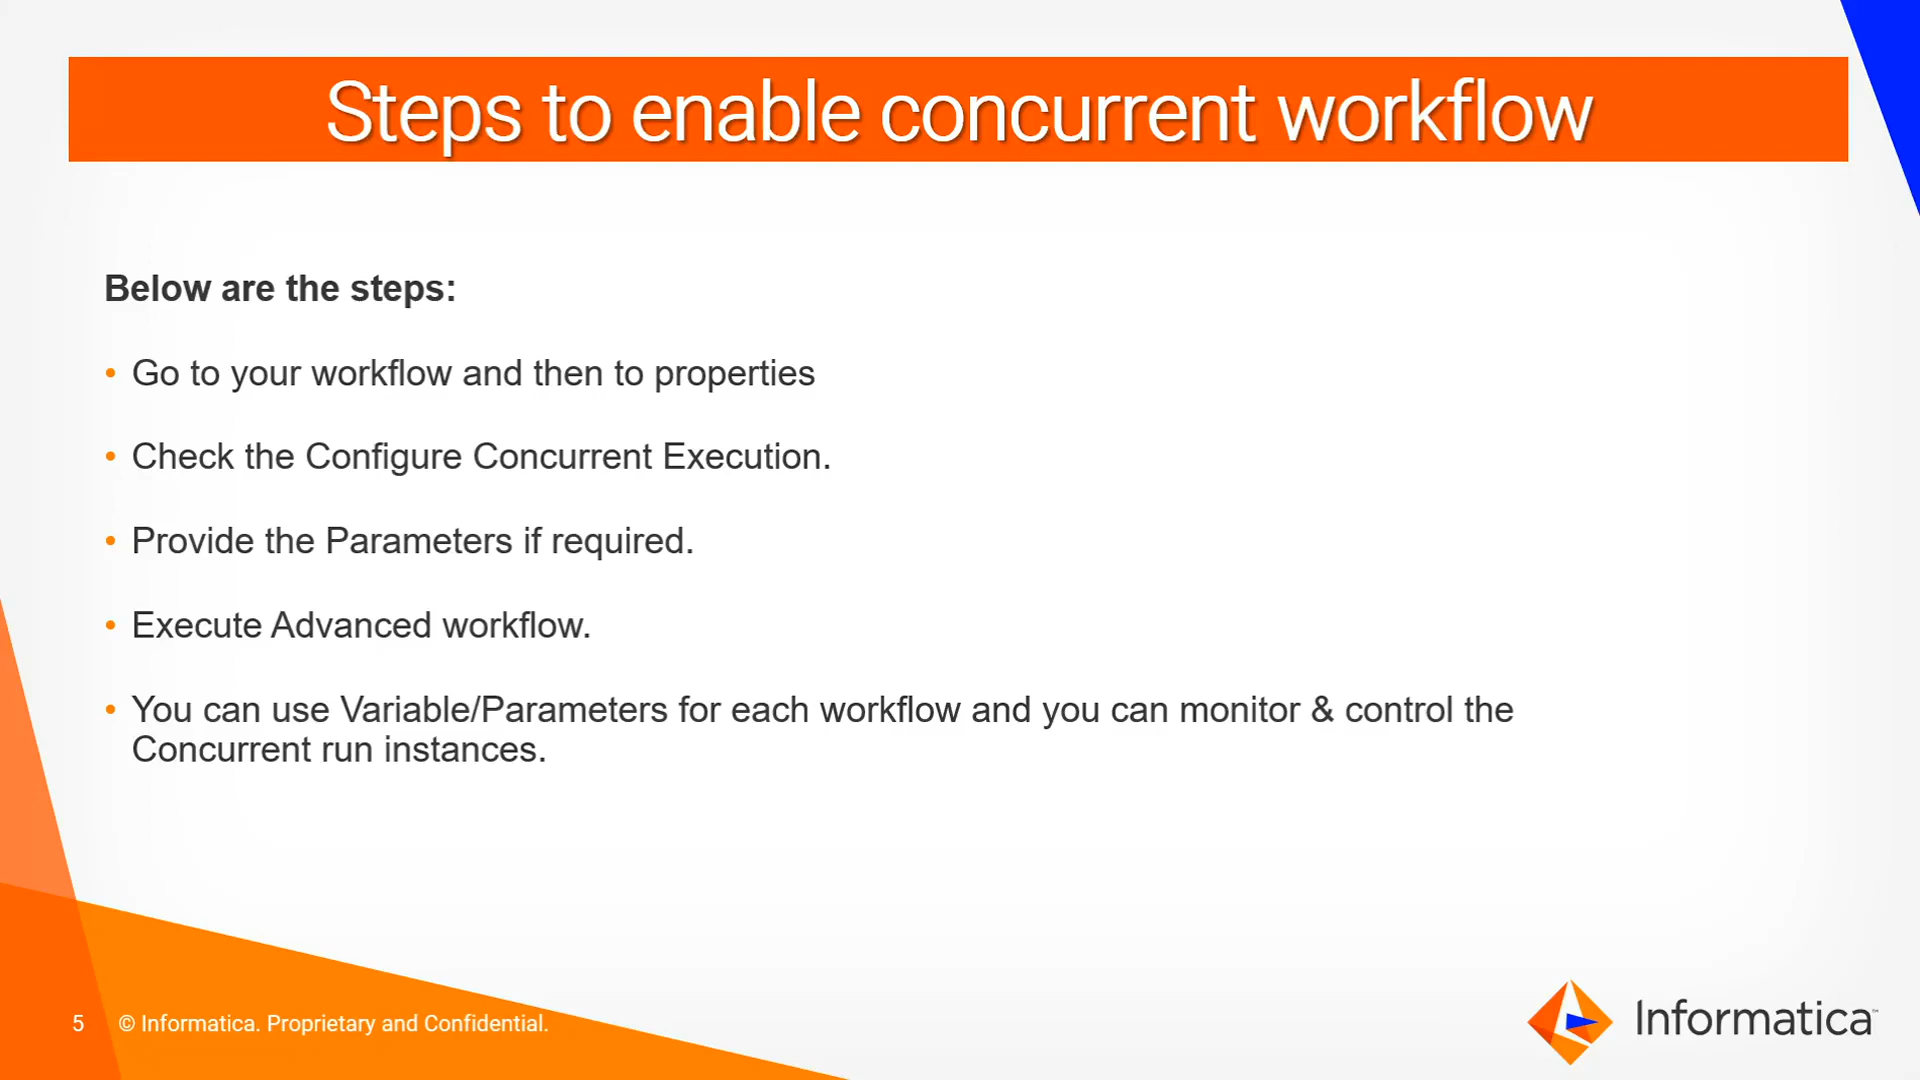 Steps to enable concurrent workflow
Below are the steps:
• Go to your workflow and then to properties
• Check the Configure Concurrent Execution.
• Provide the Parameters if required.
• Execute Advanced workflow.
• You can use Variable/Parameters for each workflow and you can monitor & control the
Concurrent run instances.
5 © Informatica. Proprietary and Confidential.
Informatica™